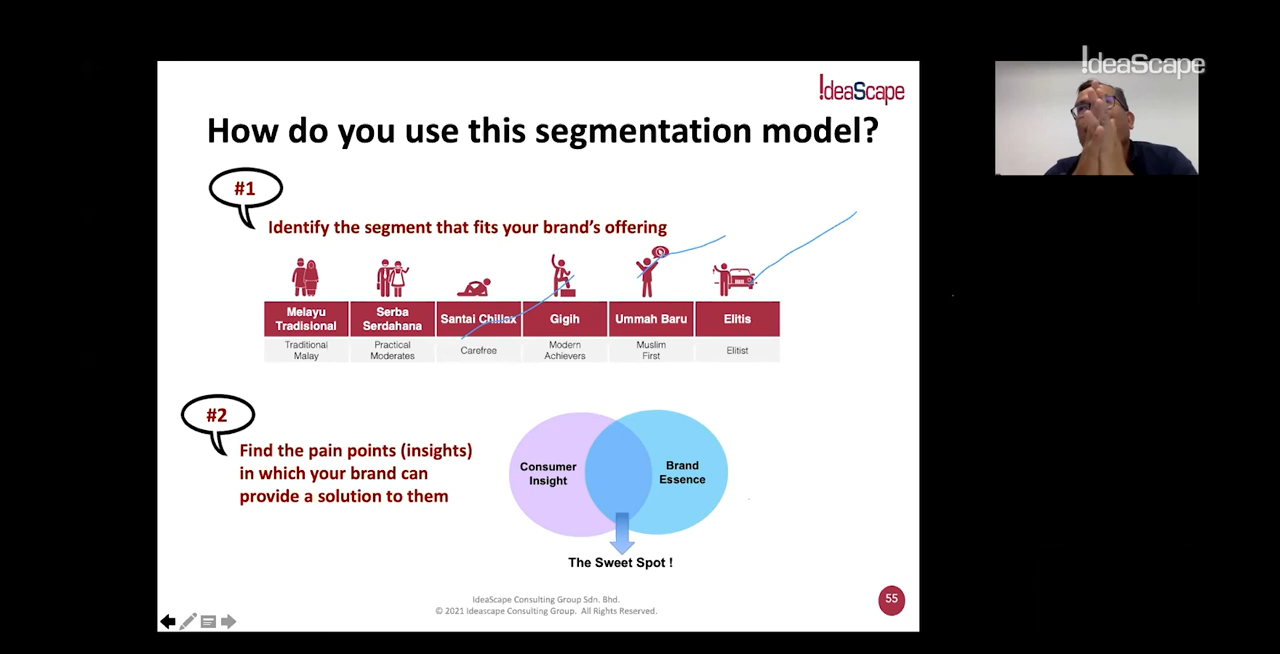 !deaScape
!deaScape
How do you use this segmentation model?
#1
Identify the segment that fits your brand's offering
Melayu
Tradisional
Serba
Serdahana
Santai Chillax
Gigih
Ummah Baru
Elitis
Traditional
Malay
Practical
Moderates
Carefree
Modern
Achievers
Muslim
First
Elitist
#2
Find the pain points (insights)
in which your brand can
provide a solution to them
Consumer
Insight
Brand
Essence
The Sweet Spot !
IdeaScape Consulting Group Sdn. Bhd.
© 2021 Ideascape Consulting Group. All Rights Reserved.
55